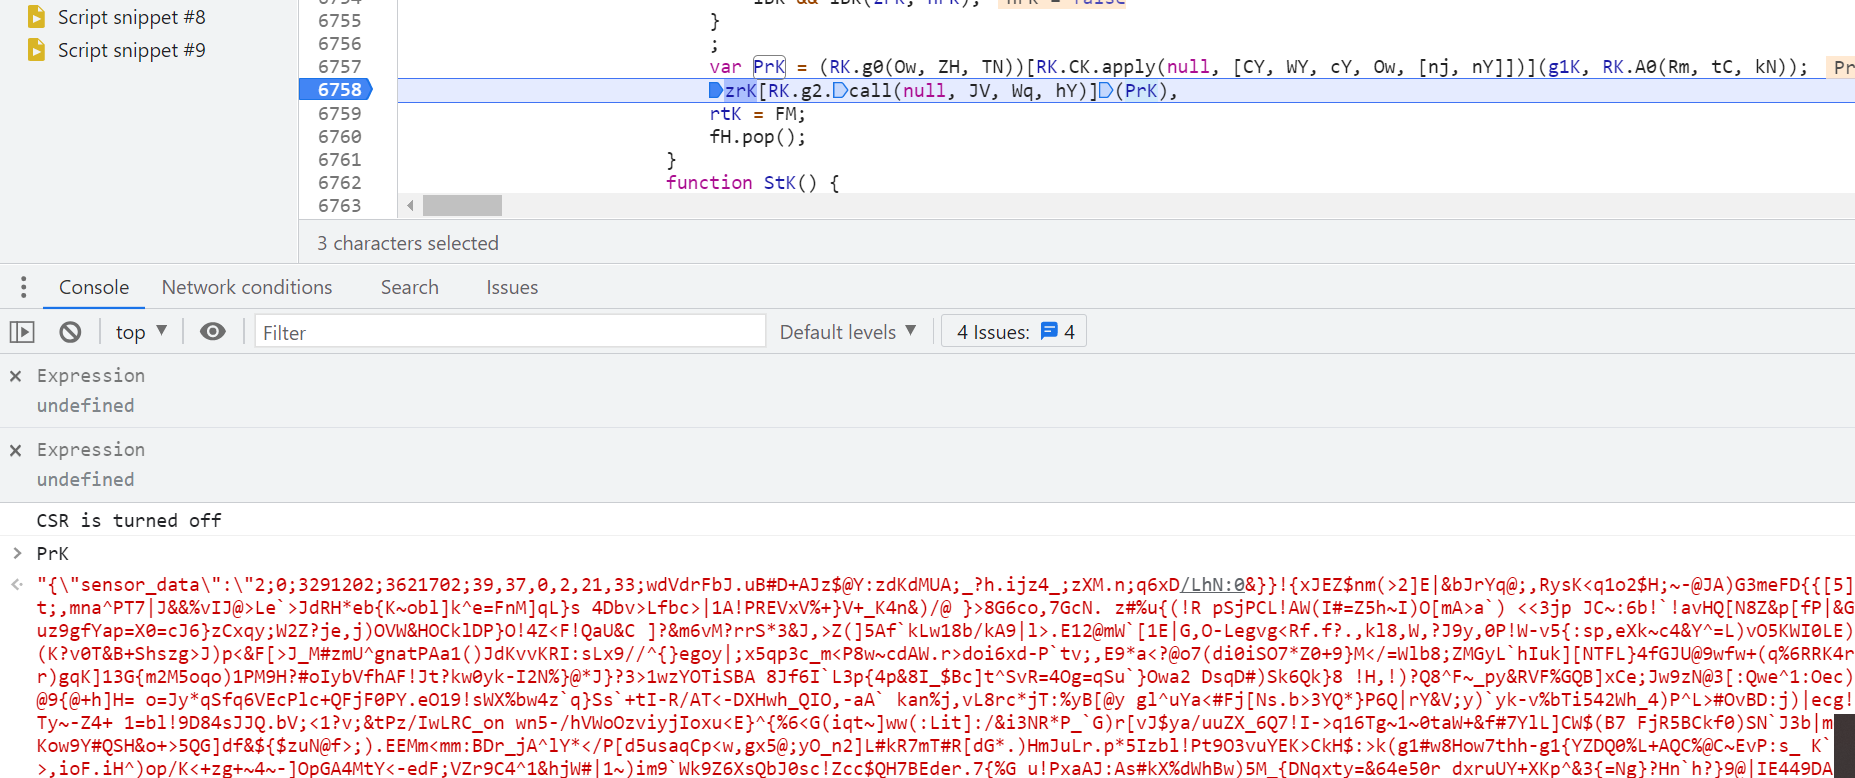 Script snippet #8
Script snippet #9
6755 }
6756 ;
6757 var PrK = (RK.g0(Ow, ZH, TN))[RK.CK.apply(null, [CY, WY, cY, Ow, [nj, nY]])](g1K, RK.A0(Rm, tC, kN)); Pr
6758 zrK[RK.g2.call(null, JV, Wq, hY)](PrK),
6759 rtK = FM;
6760 fH.pop();
6761 }
6762 function StK() {
6763
3 characters selected
Console Network conditions Search Issues
top Filter Default levels 4 Issues: 4
Expression
undefined
Expression
undefined
CSR is turned off
> PrK
"{\"sensor_data\":\"2;0;3291202;3621702;39,37,0,2,21,33;wdVdrFbJ.uB#D+AJz$@Y:zdKdMUA;_?h.ijz4_;zXM.n;q6xD/LhN:0&}}!{xJEZ$nm(>2]E|&bJrYq@;,RysK<q1o2$H;~-@JA)G3meFD{{[5]
t;,mna^PT7|J&&%vIJ@>Le`>JdRH*eb{K~obl]k^e=FnM]qL}s 4Dbv>Lfbc>|1A!PREVxV%+}V+_K4n&)/@ }>8G6co,7GcN. z#%u{(!R pSjPCL!AW(I#=Z5h~I)O[mA>a`) <<3jp JC~:6b!`!avHQ[N8Z&p[fP|&G
uz9gfYap=X0=cJ6}zCxqy;W2Z?je,j)OVW&HOCklDP}O!4Z<F!QaU&C ]?&m6vM?rrS*3&J,>Z(]5Af`kLw18b/kA9|l>.E12@mW`[1E|G,O-Legvg<Rf.f?.,kl8,W,?J9y,0P!W-v5{:sp,eXk~c4&Y^=L)vO5KWI0LE)
(K?v0T&B+Shszg>J)p<&F[>J_M#zmU^gnatPAa1()JdKvvKRI:sLx9//^{}egoy|;x5qp3c_m<P8w~cdAW.r>doi6xd-P`tv;,E9*a<?@o7(di0iSO7*Z0+9}M</=Wlb8;ZMGyL`hIuk][NTFL}4fGJU@9wfw+(q%6RRK4r
r)gqK]13G{m2M5oqo)1PM9H?#oIybVfhAF!Jt?kw0yk-I2N%}@*J}?3>1wzYOTiSBA 8Jf6I`L3p{4p&8I_$Bc]t^SvR=4Og=qSu`}Owa2 DsqD#)Sk6Qk}8 !H,!)?Q8^F~_py&RVF%GQB]xCe;Jw9zN@3[:Qwe^1:Oec)
@9{@+h]H= o=Jy*qSfq6VEcPlc+QFjF0PY.eO19!sWX%bw4z`q}Ss`+tI-R/AT<-DXHwh_QIO,-aA` kan%j,vL8rc*jT:%yB[@y gl^uYa<#Fj[Ns.b>3YQ*}P6Q|rY&V;y)`yk-v%bTi542Wh_4)P^L>#OvBD:j)|ecg!
Ty~-Z4+ 1=bl!9D84sJJQ.bV;<1?v;&tPz/IwLRC_on wn5-/hVWoOzviyjIoxu<E}^{%6<G(iqt~]ww(:Lit]:/&i3NR*P_`G)r[vJ$ya/uuZX_6Q7!I->q16Tg~1~0taW+&f#7YlL]CW$(B7 FjR5BCkf0)SN`J3b|m
Kow9Y#QSH&o+>5QG]df&${$zuN@f>;).EEMm<mm:BDr_jA^lY*</P[d5usaqCp<w,gx5@;yO_n2]L#kR7mT#R[dG*.)HmJuLr.p*5Izbl!Pt9O3vuYEK>CkH$:>k(g1#w8How7thh-g1{YZDQ0%L+AQC%@C~EvP:s_ K`
>,ioF.iH^)op/K<+zg+~4~-]OpGA4MtY<-edF;VZr9C4^1&hjW#|1~)im9`Wk9Z6XsQbJ0sc!Zcc$QH7BEder.7{%G u!PxaAJ:As#kX%dWhBw)5M_{DNqxty=&64e50r dxruUY+XKp^&3{=Ng}?Hn`h?}9@|IE449DA